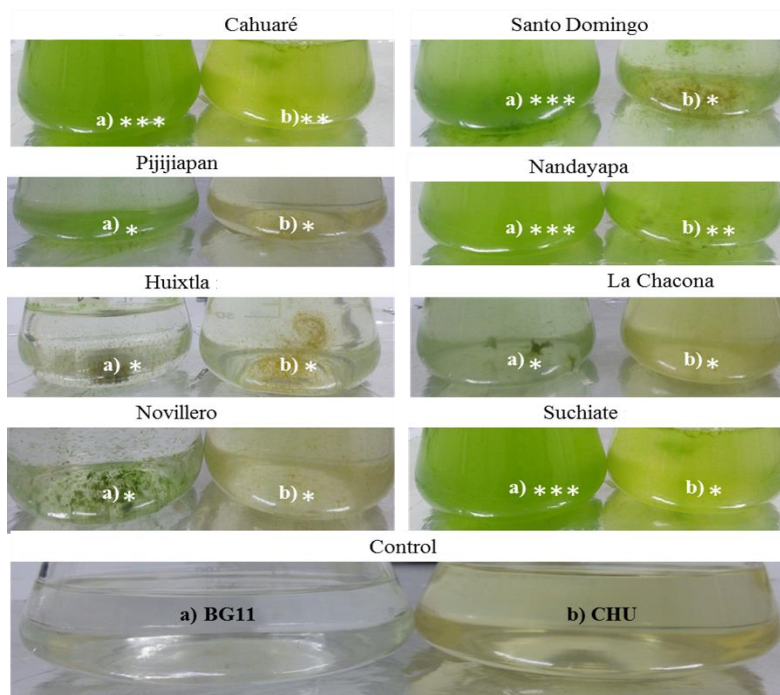 Cahuaré
a) *** b)**
Santo Domingo
a) *** b) *
Pijijiapan
a) * b) *
Nandayapa
a) *** b) **
Huixtla
a) * b) *
La Chacona
a) * b) *
Novillero
a) * b) *
Suchiate
a) *** b) *
Control
a) BG11 b) CHU